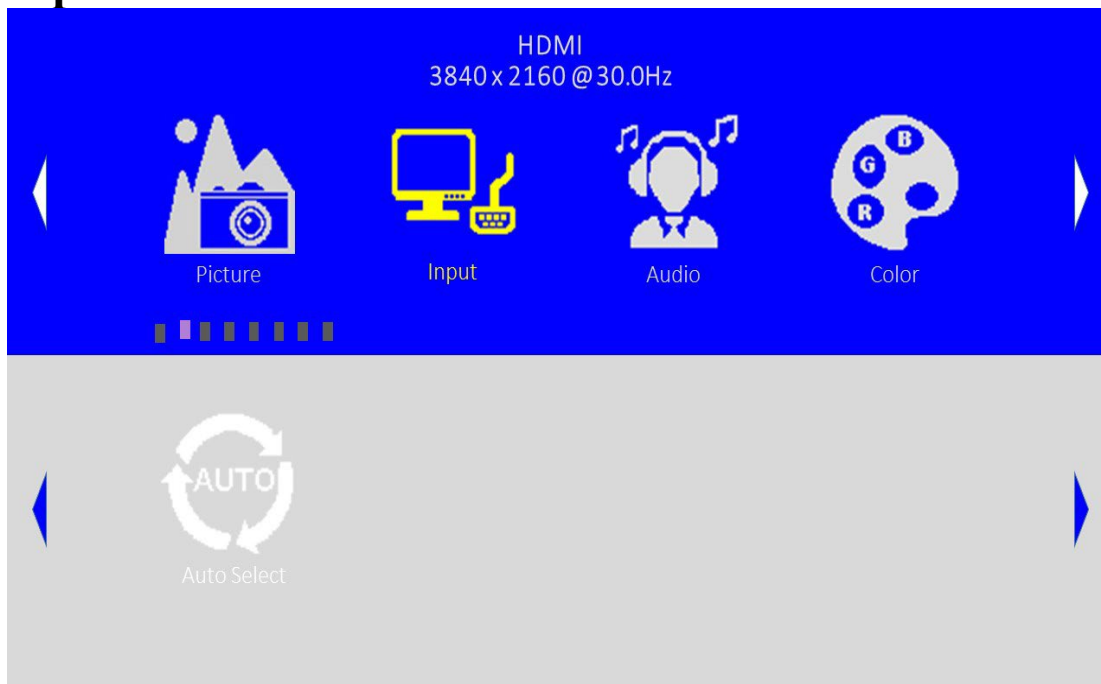 HDMI
3840 x 2160 @ 30.0Hz
B
G
R
Picture
Input
Audio
Color
AUTO
Auto Select